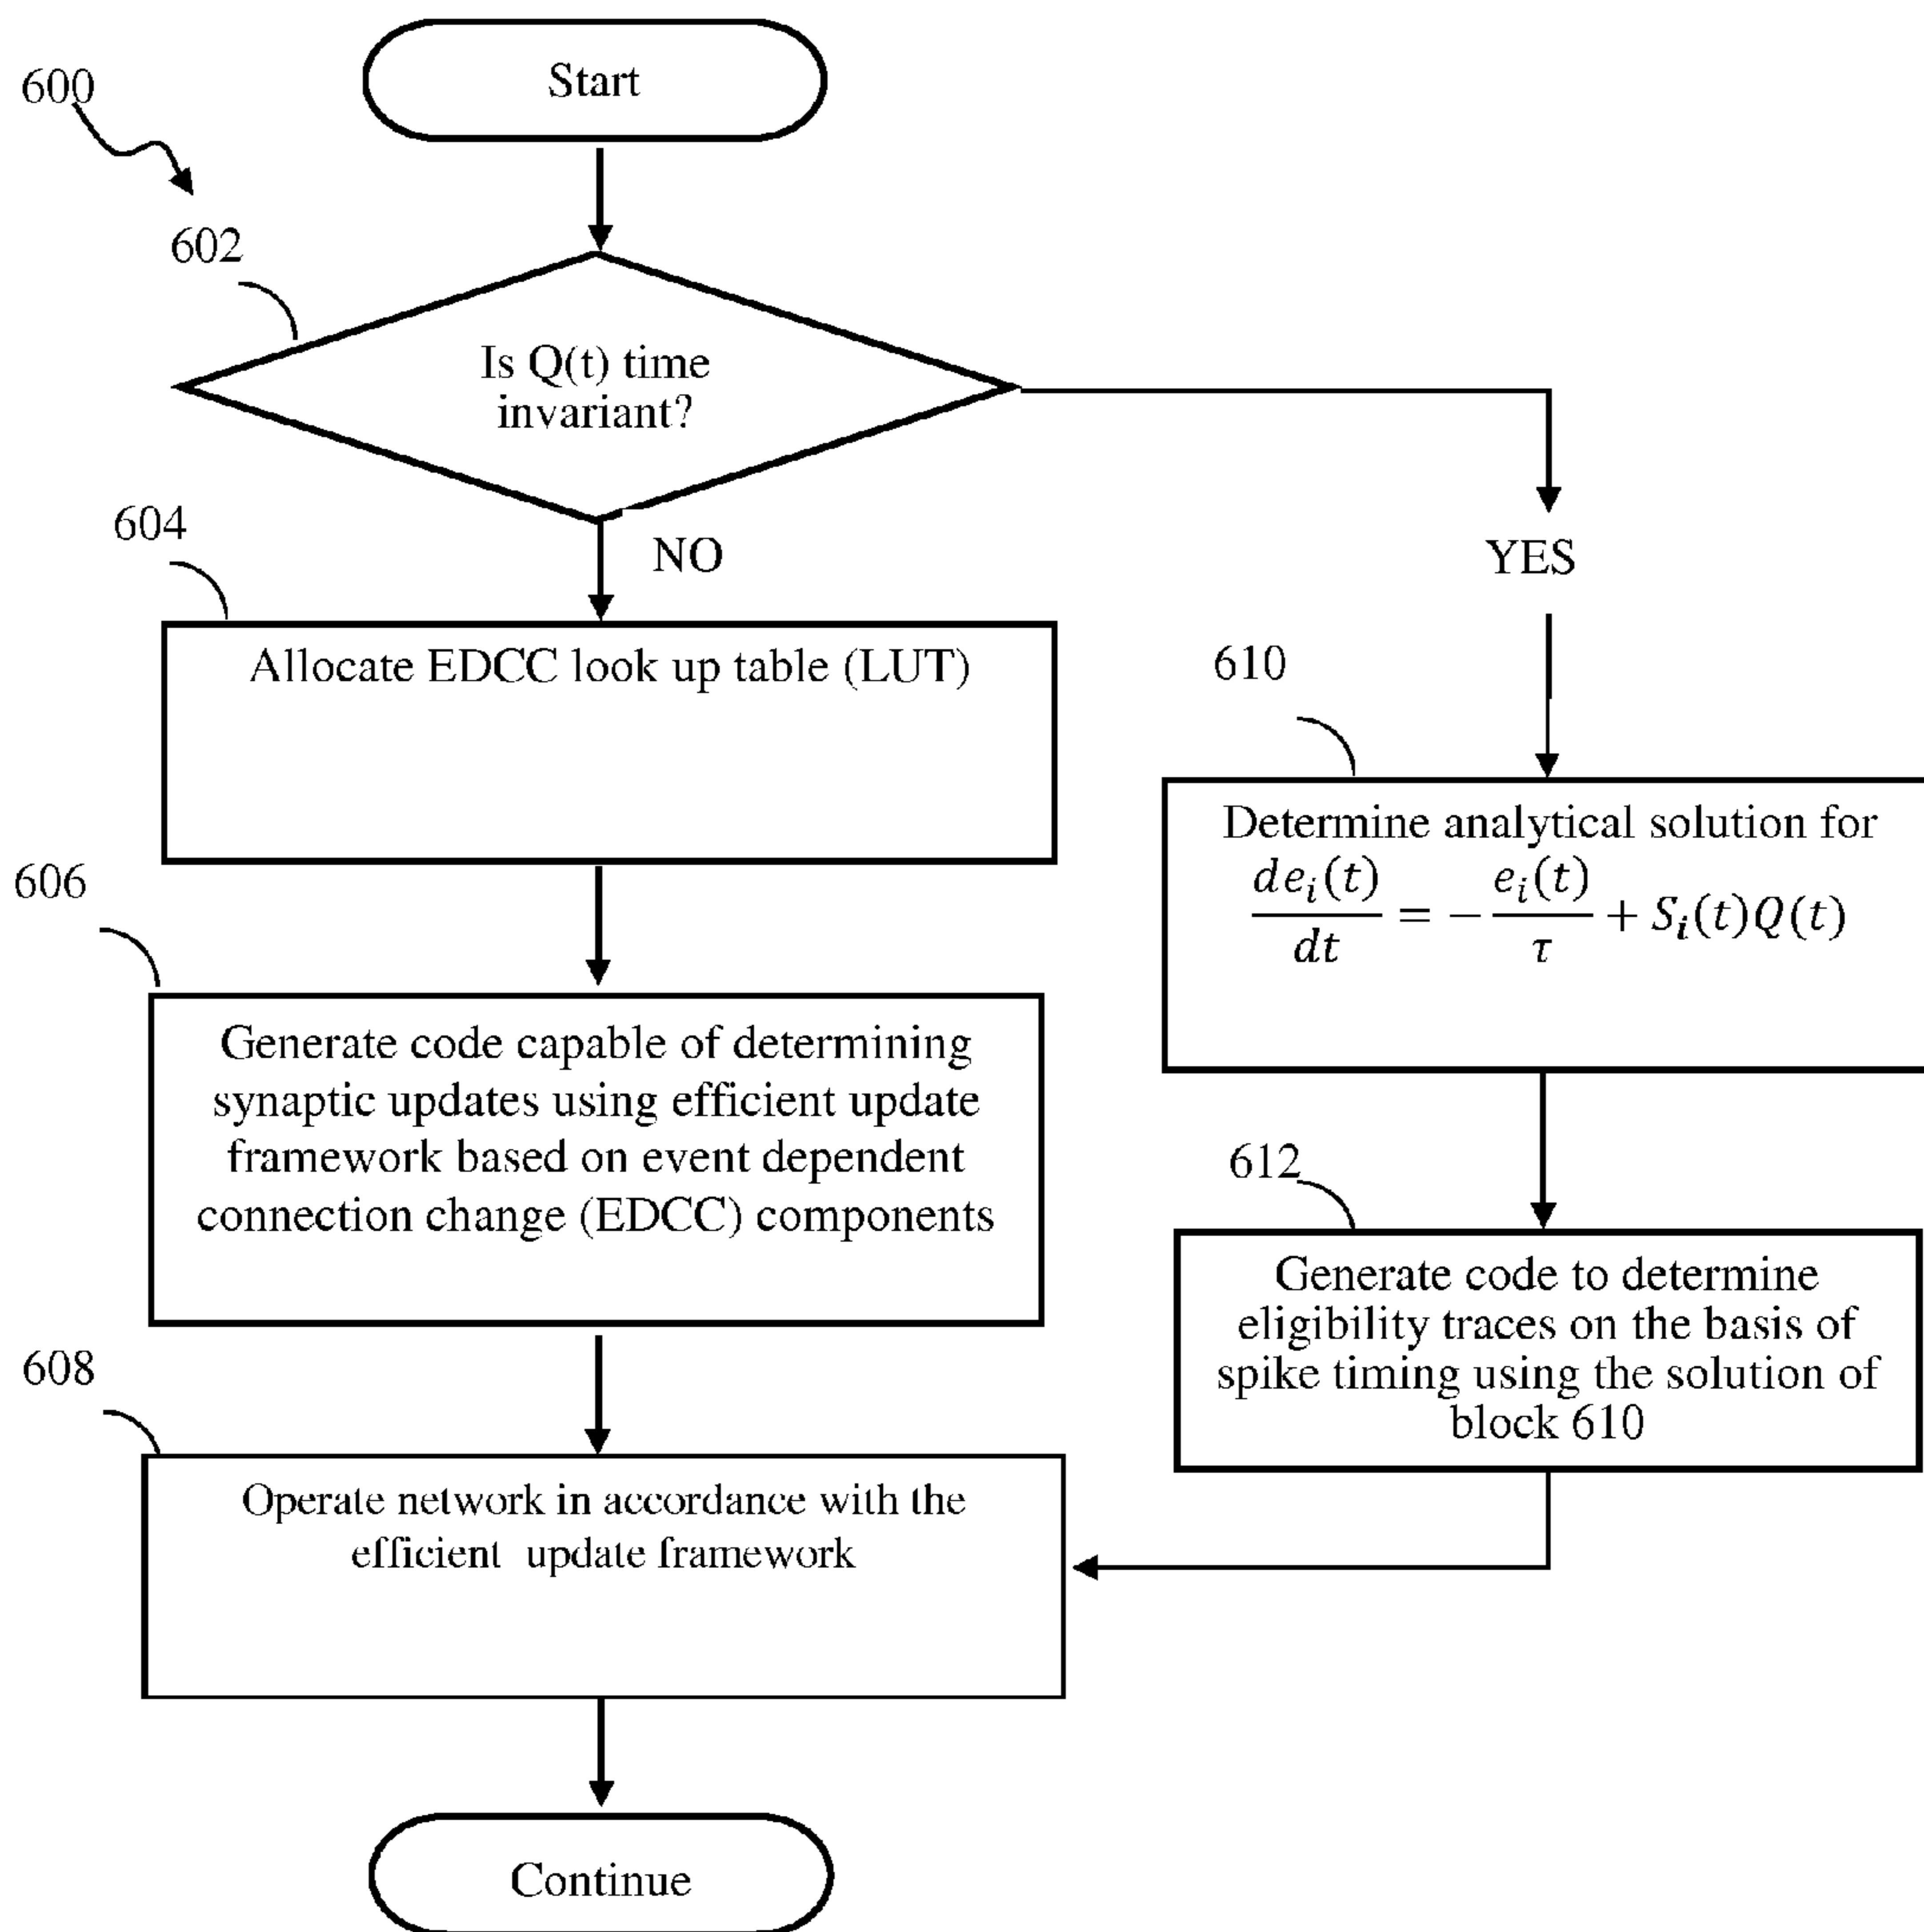 Start
600
602
Is Q(t) time
invariant?
604
NO
YES
Allocate EDCC look up table (LUT)
610
Determine analytical solution for
de_i(t)/dt = − e_i(t)/τ + S_i(t)Q(t)
606
Generate code capable of determining
synaptic updates using efficient update
framework based on event dependent
connection change (EDCC) components
612
Generate code to determine
eligibility traces on the basis of
spike timing using the solution of
block 610
608
Operate network in accordance with the
efficient update framework
Continue